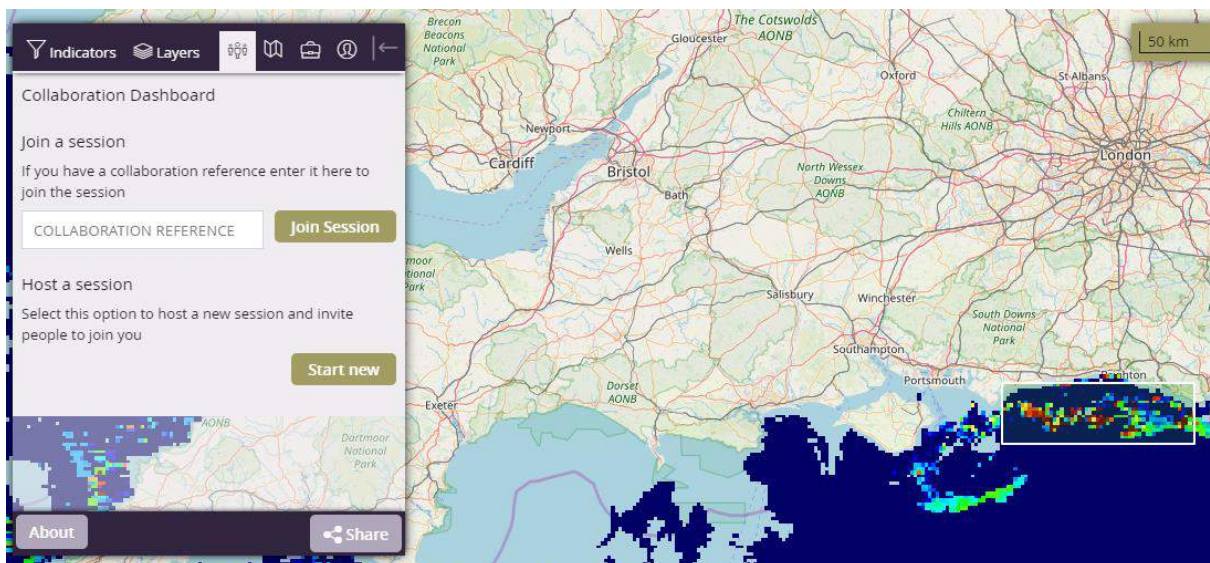 Indicators Layers
Collaboration Dashboard
Join a session
If you have a collaboration reference enter it here to
join the session
COLLABORATION REFERENCE
Join Session
Host a session
Select this option to host a new session and invite
people to join you
Start new
About
Share
AONB
Dartmoor
National
Park
Brecon
Beacons
National
Park
Gloucester
The Cotswolds
AONB
50 km
Oxford
St Albans
Chiltern
Hills AONB
Newport
Cardiff
Bristol
London
North Wessex
Downs
AONB
Bath
Wells
Salisbury
Winchester
South Downs
National
Park
Southampton
Portsmouth
Dorset
AONB
Exeter